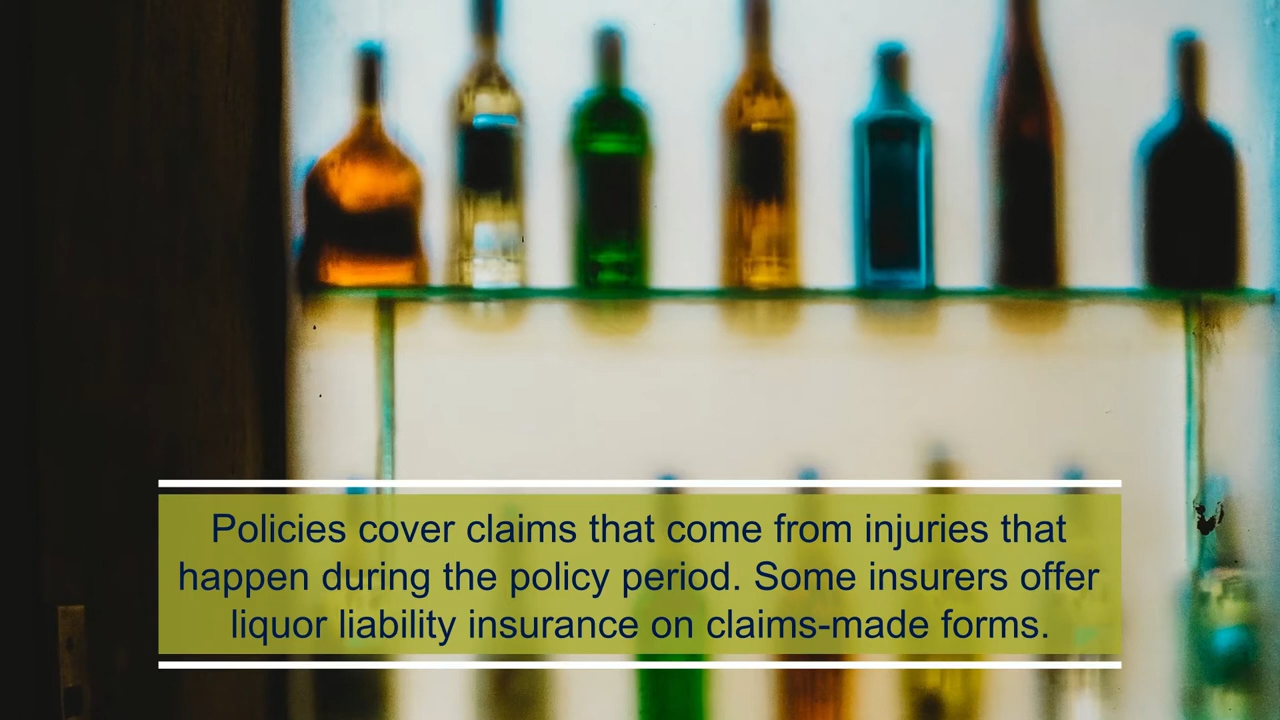 Policies cover claims that come from injuries that
happen during the policy period. Some insurers offer
liquor liability insurance on claims-made forms.